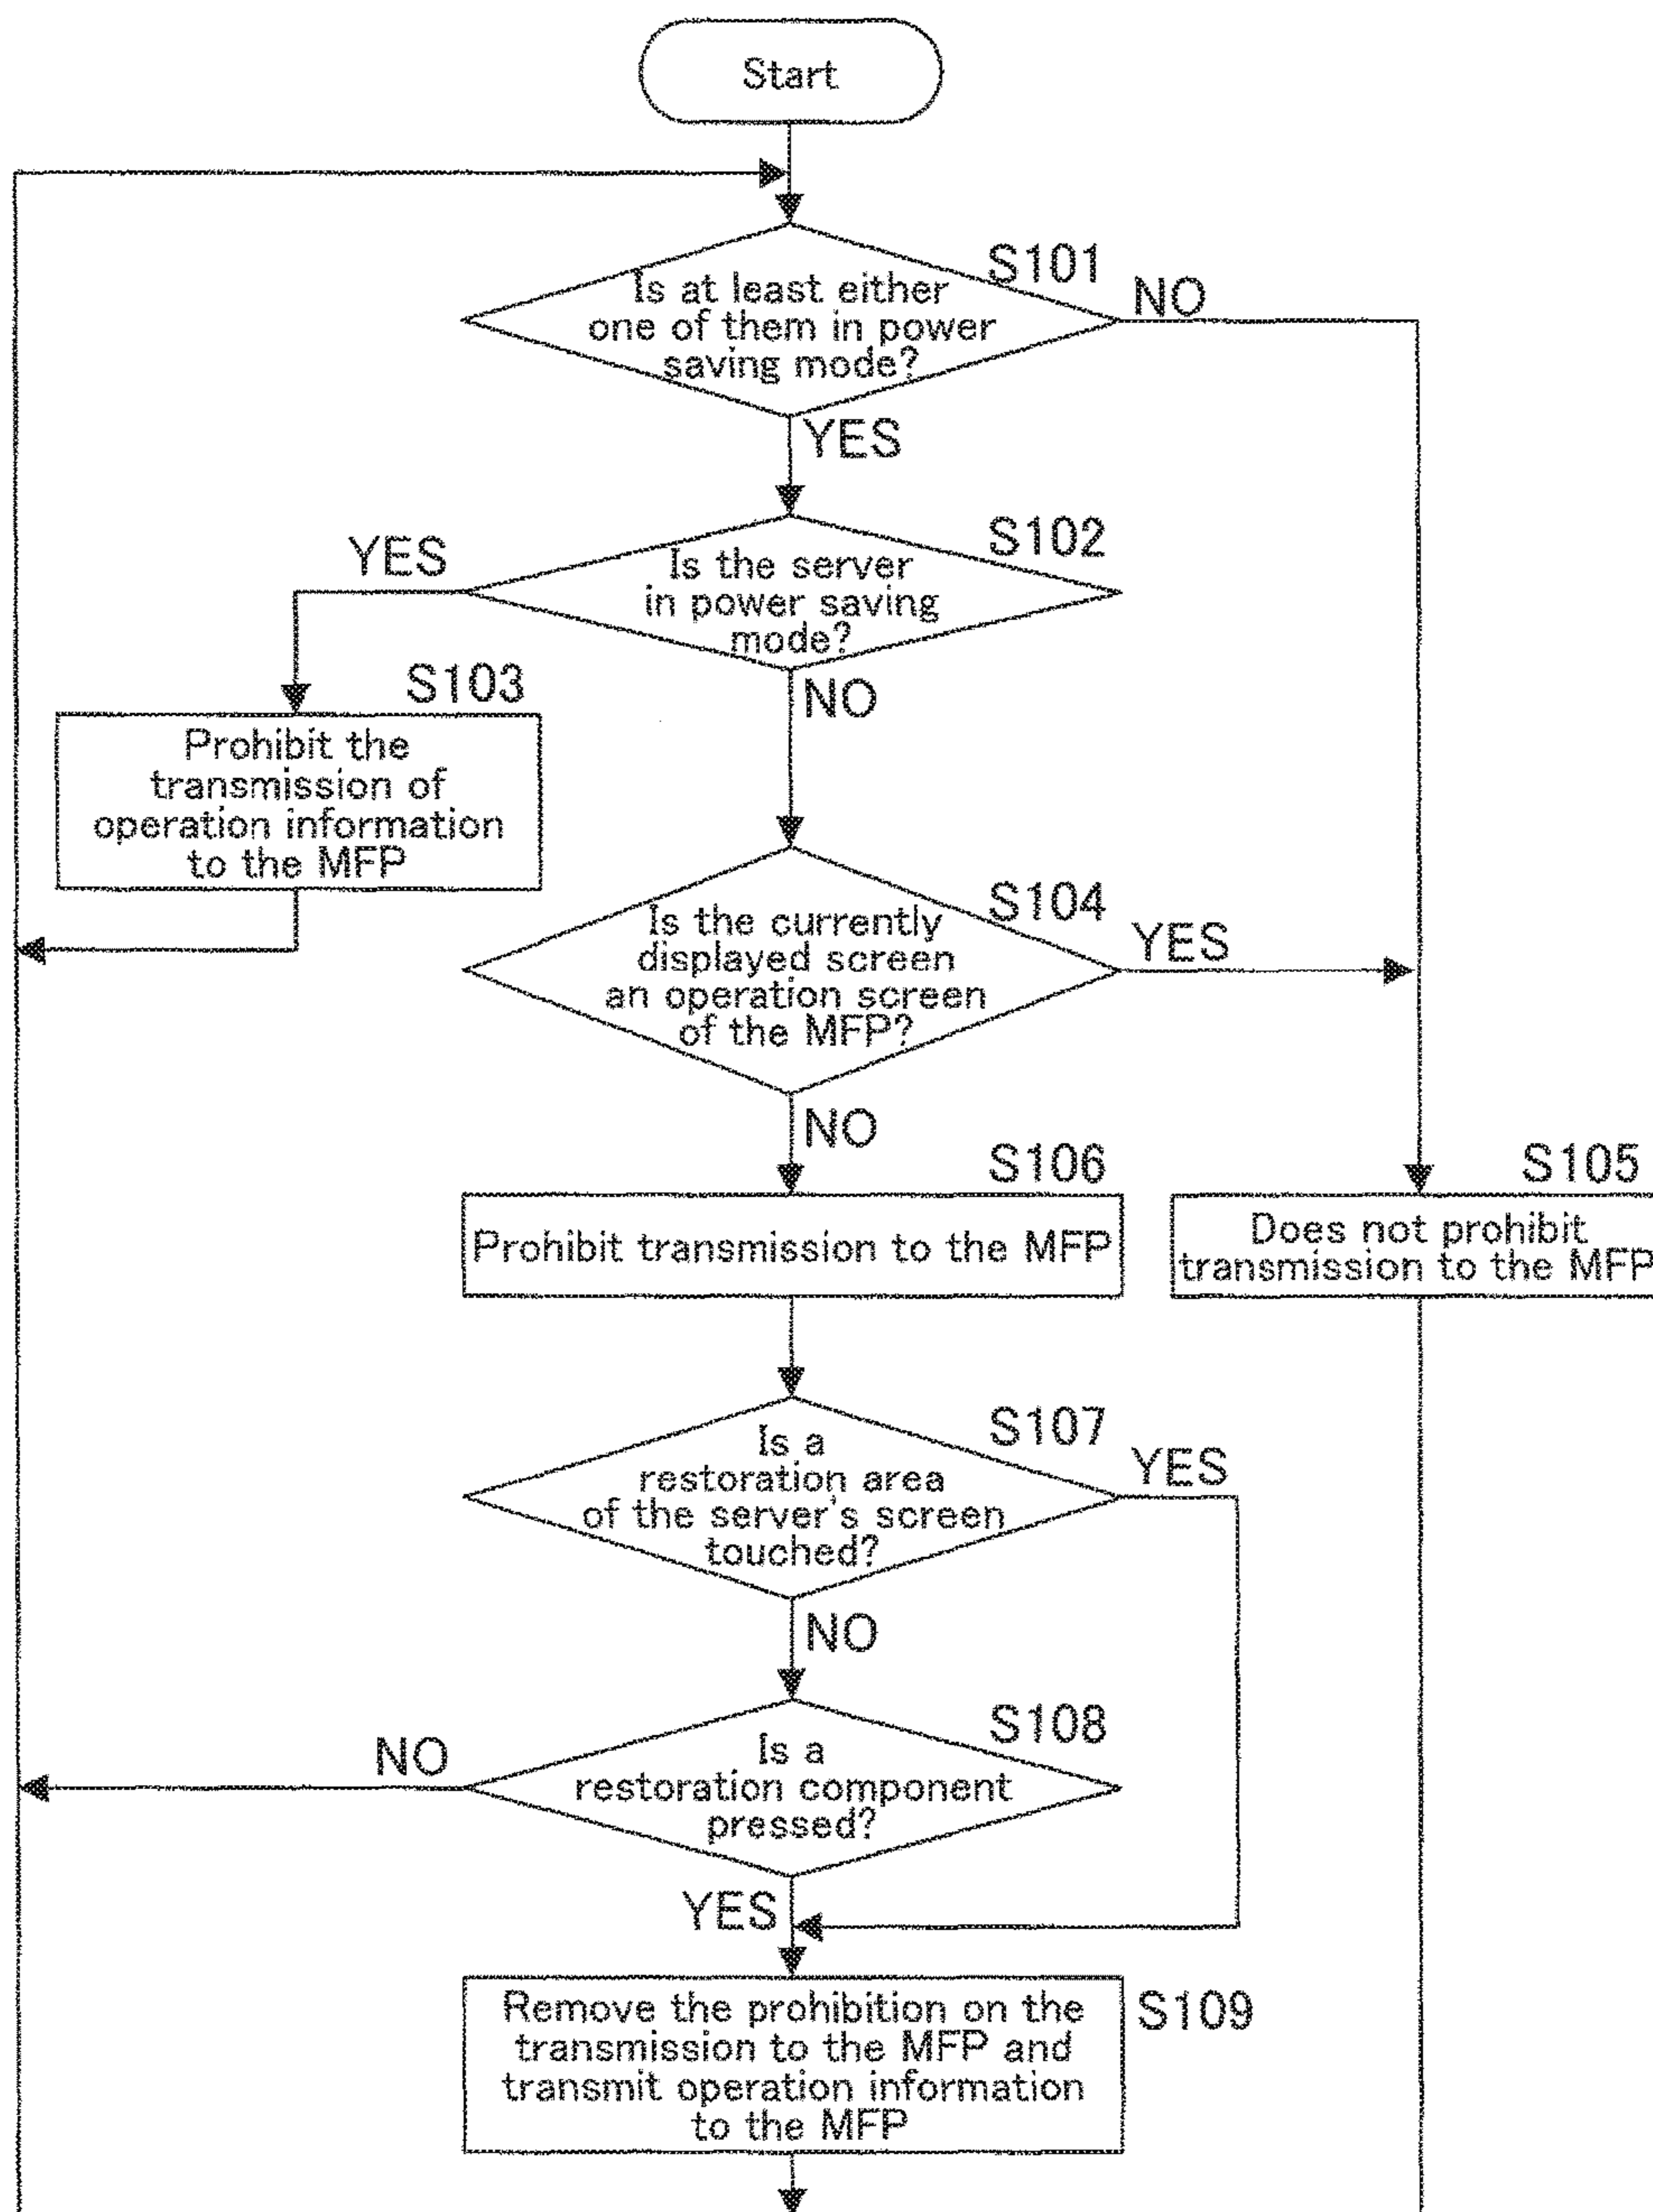 Start
S101
Is at least either
one of them in power
saving mode?
NO
YES
S102
Is the server
in power saving
mode?
YES
NO
S103
Prohibit the
transmission of
operation information
to the MFP
S104
Is the currently
displayed screen
an operation screen
of the MFP?
YES
NO
S106
Prohibit transmission to the MFP
S105
Does not prohibit
transmission to the MFP
S107
Is a
restoration area
of the server's screen
touched?
YES
NO
S108
Is a
restoration component
pressed?
NO
YES
S109
Remove the prohibition on the
transmission to the MFP and
transmit operation information
to the MFP